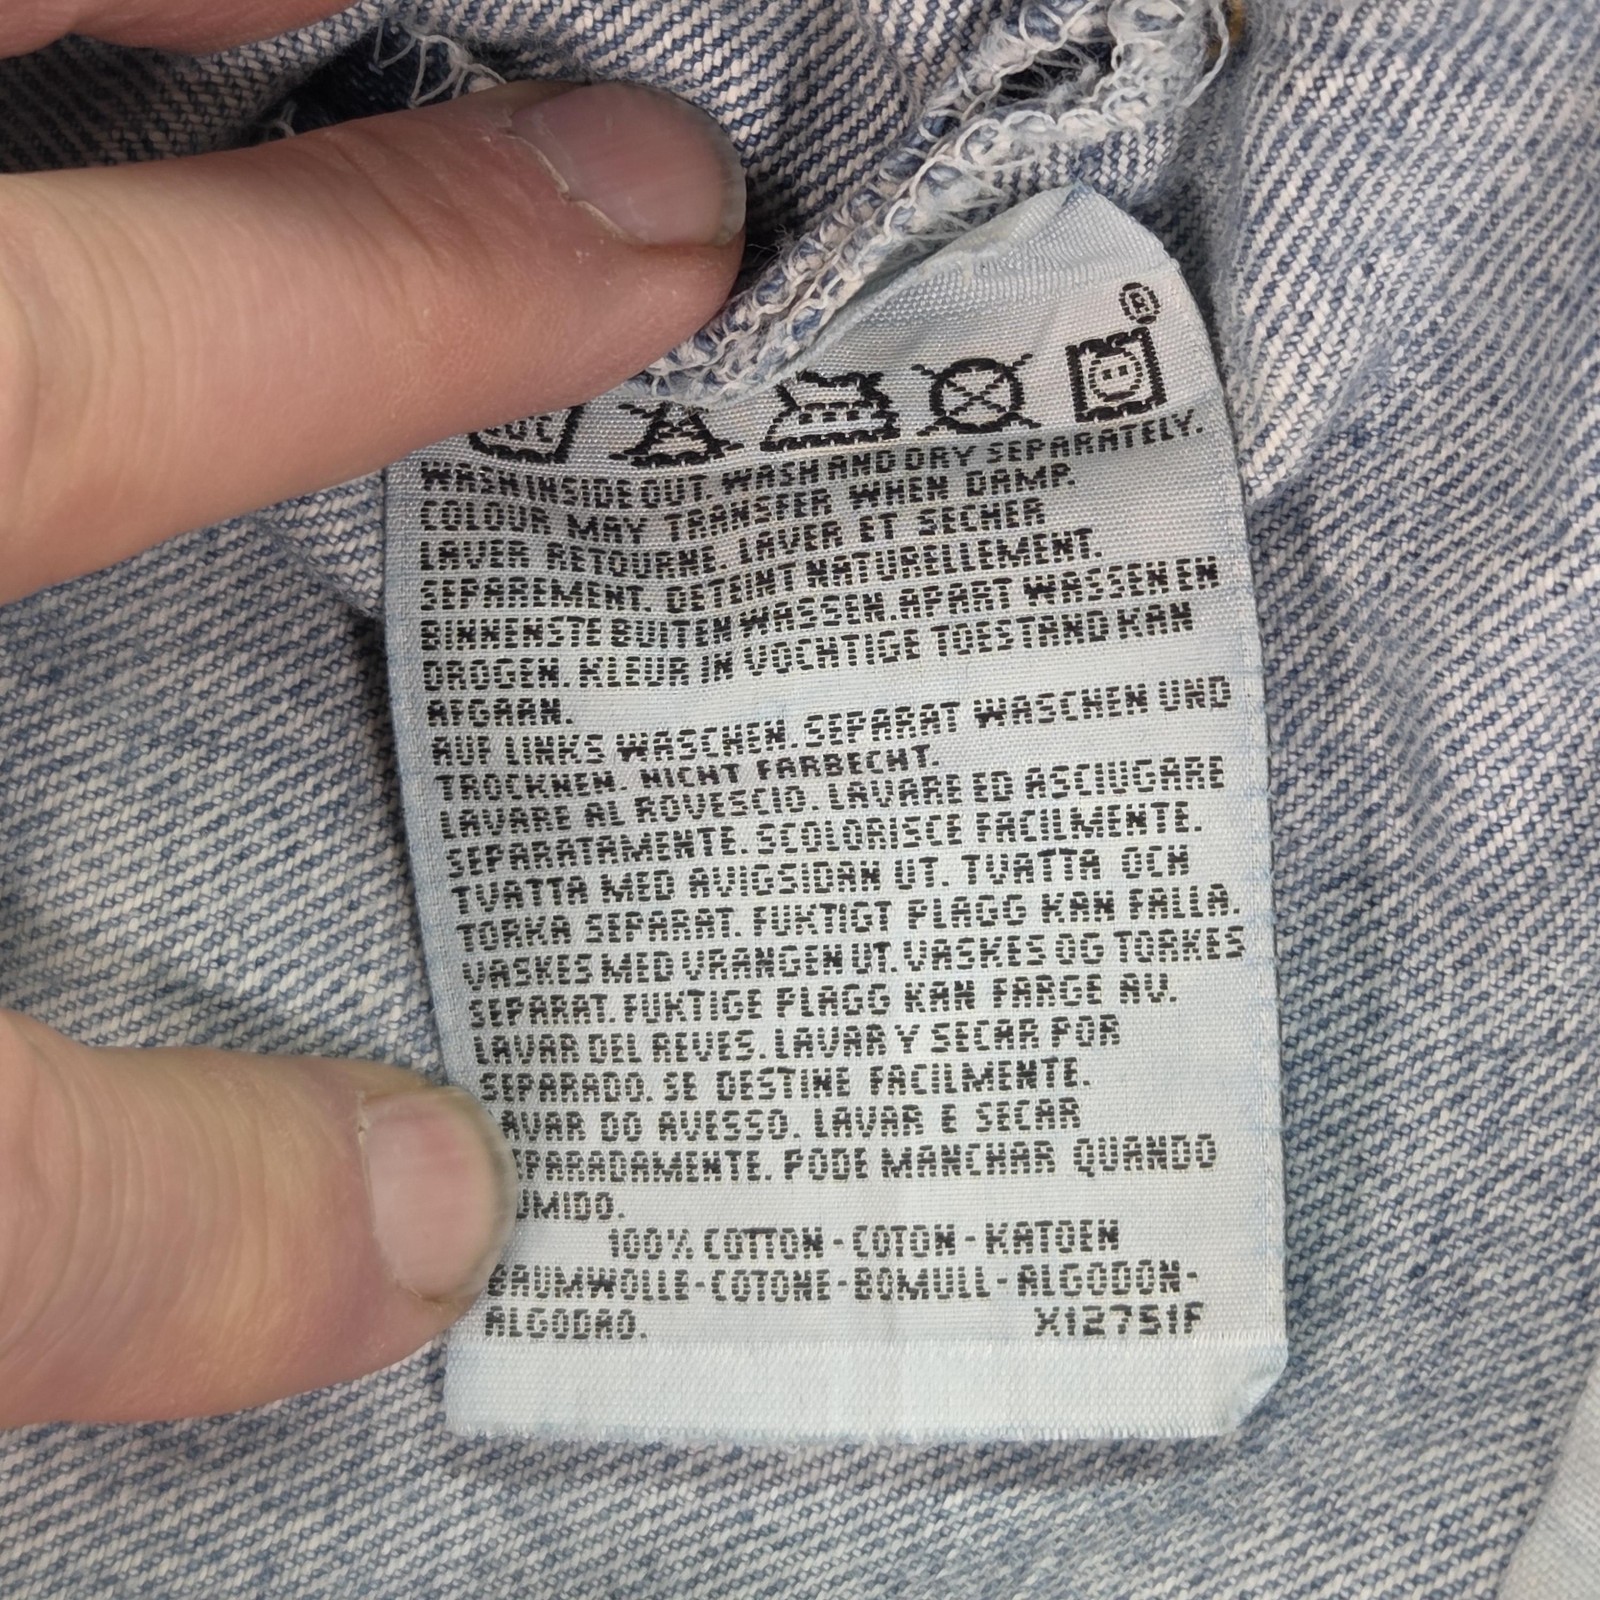 ®
WASH INSIDE OUT. WASH AND DRY SEPARATELY.
COLOUR MAY TRANSFER WHEN DAMP.
LAVER RETOURNE. LAVER ET SECHER
SEPAREMENT. DETEINT NATURELLEMENT.
BINNENSTE BUITEN WASSEN. APART WASSEN EN
DROGEN. KLEUR IN VOCHTIGE TOESTAND KAN
AFGAAN.
AUF LINKS WASCHEN. SEPARAT WASCHEN UND
TROCKNEN. NICHT FARBECHT.
LAVARE AL ROVESCIO. LAVARE ED ASCIUGARE
SEPARATAMENTE. SCOLORISCE FACILMENTE.
TVATTA MED AVIGSIDAN UT. TVATTA OCH
TORKA SEPARAT. FUKTIGT PLAGG KAN FALLA.
VASKES MED VRANGEN UT. VASKES OG TORKES
SEPARAT. FUKTIGE PLAGG KAN FARGE AV.
LAVAR DEL REVES. LAVAR Y SECAR POR
SEPARADO. SE DESTINE FACILMENTE.
AVAR DO AVESSO. LAVAR E SECAR
PARADAMENTE. PODE MANCHAR QUANDO
UMIDO.
100% COTTON - COTON - KATOEN
BAUMWOLLE - COTONE - BOMULL - ALGODON -
ALGODAO. X12751F